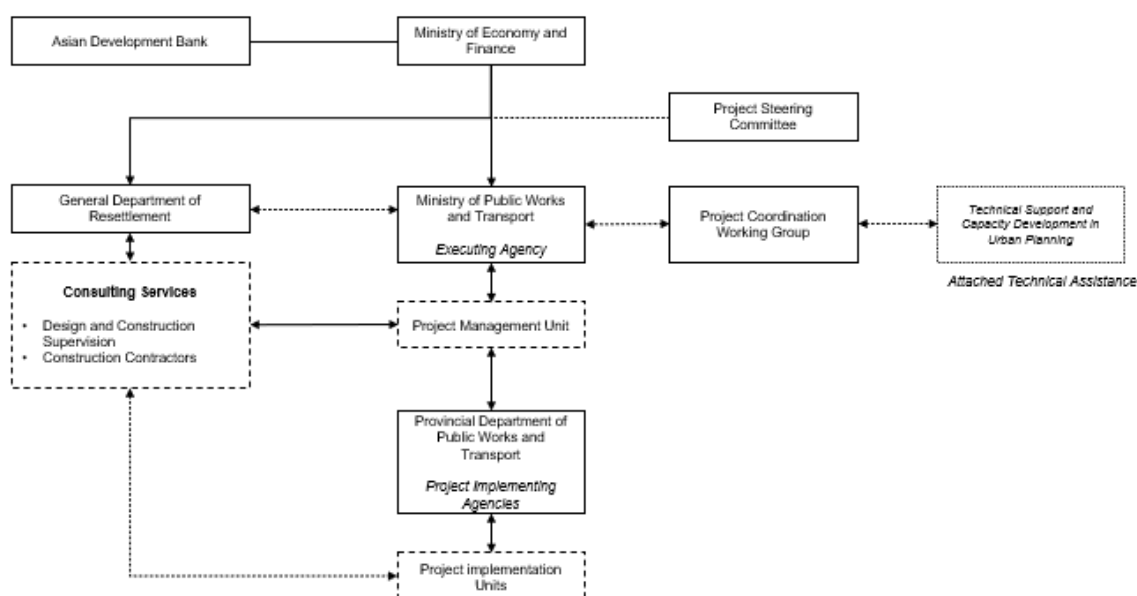 Asian Development Bank
Ministry of Economy and
Finance
Project Steering
Committee
General Department of
Resettlement
Ministry of Public Works
and Transport
Executing Agency
Project Coordination
Working Group
Technical Support and
Capacity Development in
Urban Planning
Attached Technical Assistance
Consulting Services
• Design and Construction
Supervision
• Construction Contractors
Project Management Unit
Provincial Department of
Public Works and
Transport
Project Implementing
Agencies
Project implementation
Units